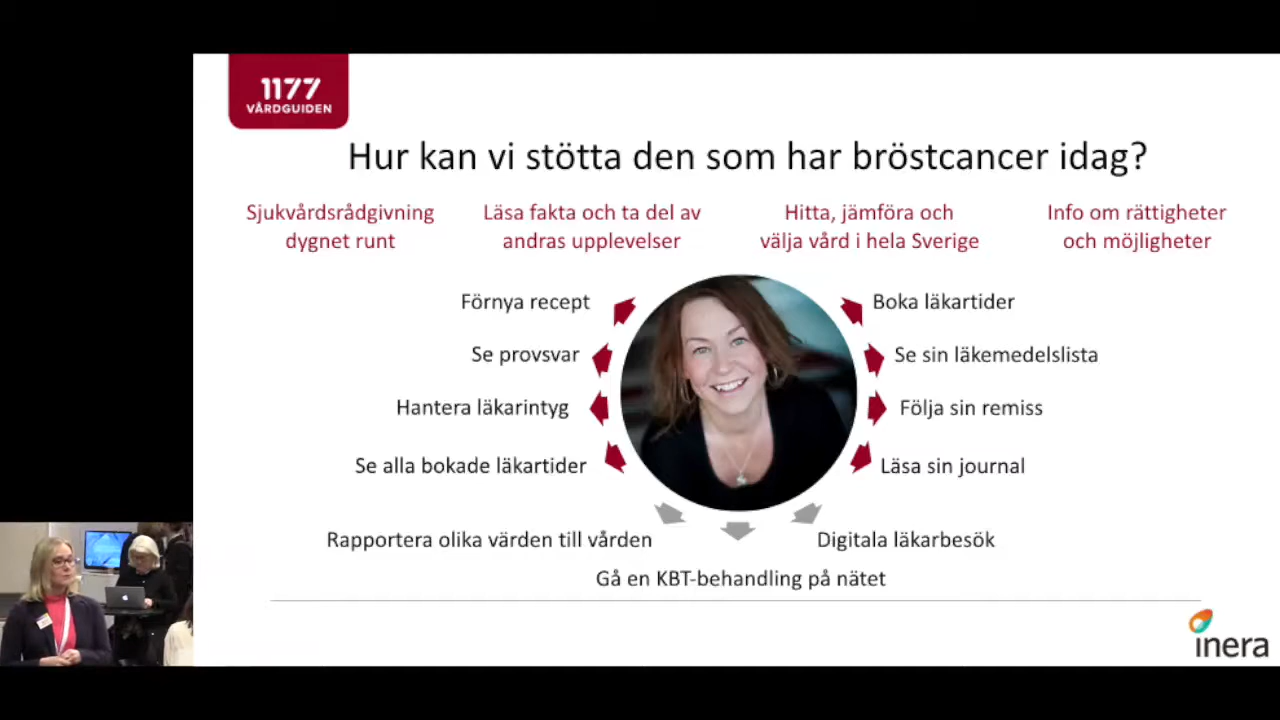 1177
VÅRDGUIDEN
Hur kan vi stötta den som har bröstcancer idag?
Sjukvårdsrådgivning
dygnet runt
Läsa fakta och ta del av
andras upplevelser
Hitta, jämföra och
välja vård i hela Sverige
Info om rättigheter
och möjligheter
Förnya recept
Boka läkartider
Se provsvar
Se sin läkemedelslista
Hantera läkarintyg
Följa sin remiss
Se alla bokade läkartider
Läsa sin journal
Rapportera olika värden till vården
Digitala läkarbesök
Gå en KBT-behandling på nätet
inera